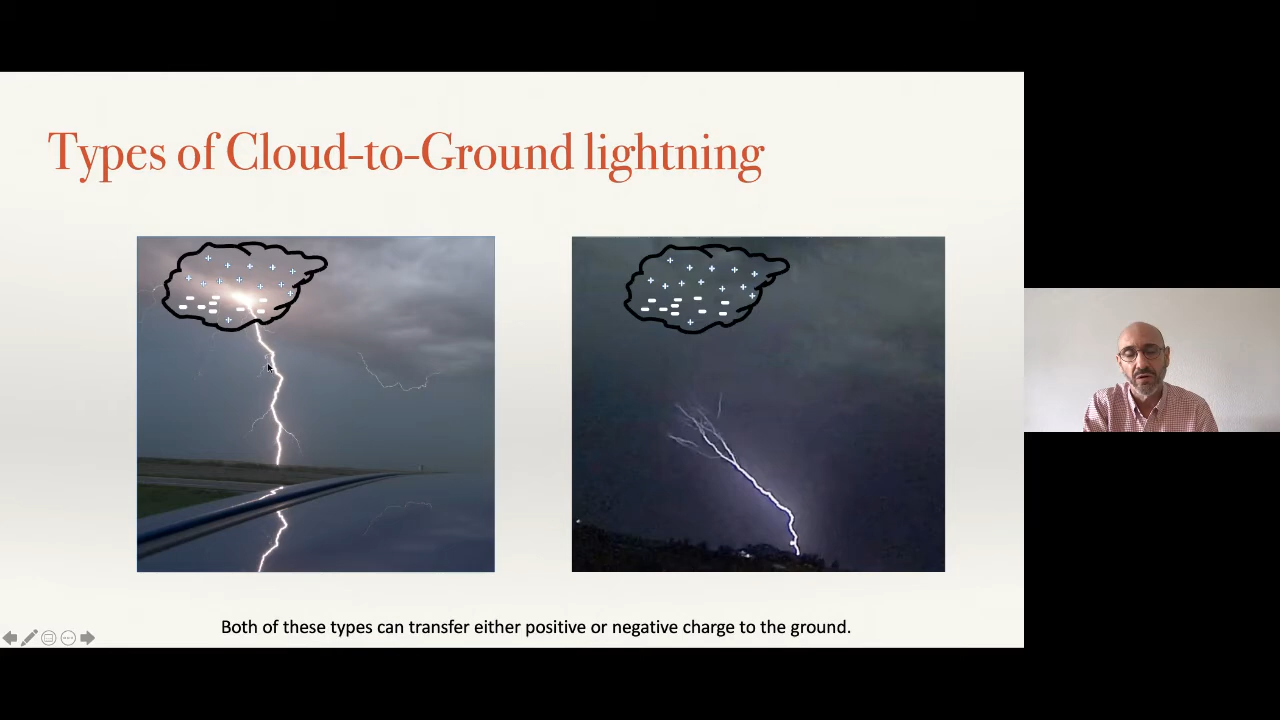 Types of Cloud-to-Ground lightning
Both of these types can transfer either positive or negative charge to the ground.